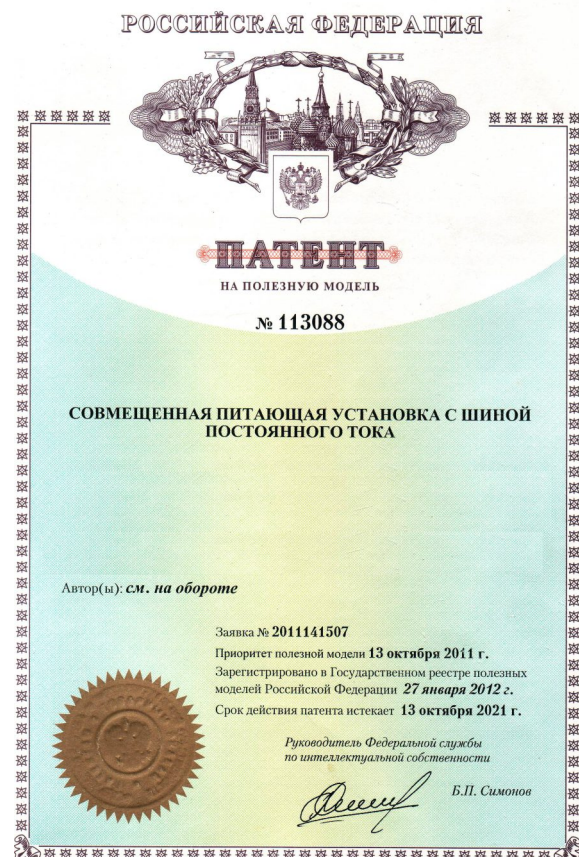 РОССИЙСКАЯ ФЕДЕРАЦИЯ
ПАТЕНТ
НА ПОЛЕЗНУЮ МОДЕЛЬ
№ 113088
СОВМЕЩЕННАЯ ПИТАЮЩАЯ УСТАНОВКА С ШИНОЙ
ПОСТОЯННОГО ТОКА
Автор(ы): см. на обороте
Заявка № 2011141507
Приоритет полезной модели 13 октября 2011 г.
Зарегистрировано в Государственном реестре полезных
моделей Российской Федерации 27 января 2012 г.
Срок действия патента истекает 13 октября 2021 г.
Руководитель Федеральной службы
по интеллектуальной собственности
Б.П. Симонов